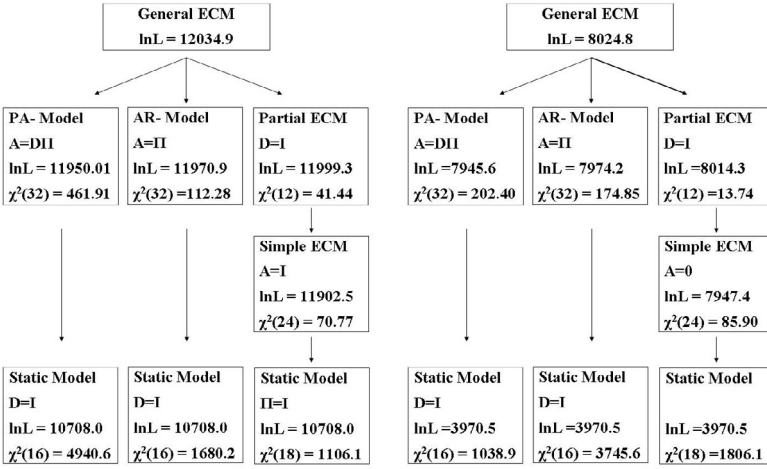 General ECM
lnL = 12034.9
General ECM
lnL = 8024.8
PA- Model
A=DΠ
lnL = 11950.01
χ²(32) = 461.91
AR- Model
A=Π
lnL = 11970.9
χ²(32) =112.28
Partial ECM
D=I
lnL = 11999.3
χ²(12) = 41.44
PA- Model
A=DΠ
lnL =7945.6
χ²(32) = 202.40
AR- Model
A=Π
lnL = 7974.2
χ²(32) = 174.85
Partial ECM
D=I
lnL =8014.3
χ²(12) =13.74
Simple ECM
A=I
lnL = 11902.5
χ²(24) = 70.77
Simple ECM
A=0
lnL = 7947.4
χ²(24) = 85.90
Static Model
D=I
lnL = 10708.0
χ²(16) = 4940.6
Static Model
D=I
lnL = 10708.0
χ²(16) = 1680.2
Static Model
Π=I
lnL = 10708.0
χ²(18) = 1106.1
Static Model
D=I
lnL =3970.5
χ²(16) = 1038.9
Static Model
D=I
lnL =3970.5
χ²(16) = 3745.6
Static Model
lnL =3970.5
χ²(18) = 1806.1